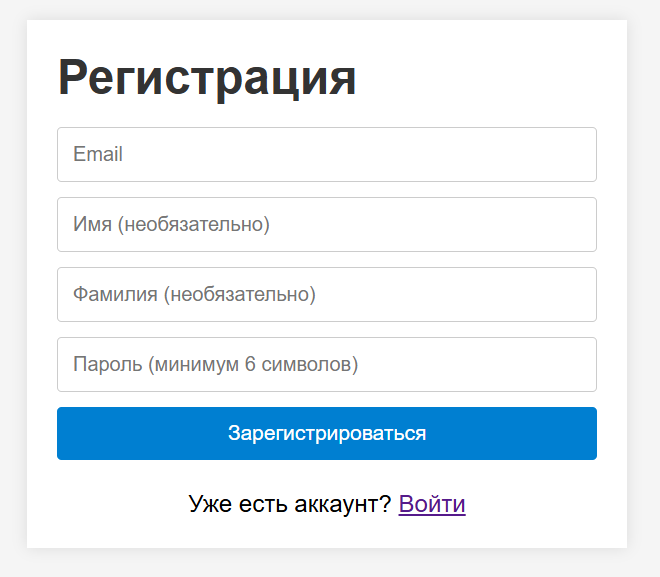 Регистрация
Email
Имя (необязательно)
Фамилия (необязательно)
Пароль (минимум 6 символов)
Зарегистрироваться
Уже есть аккаунт? Войти